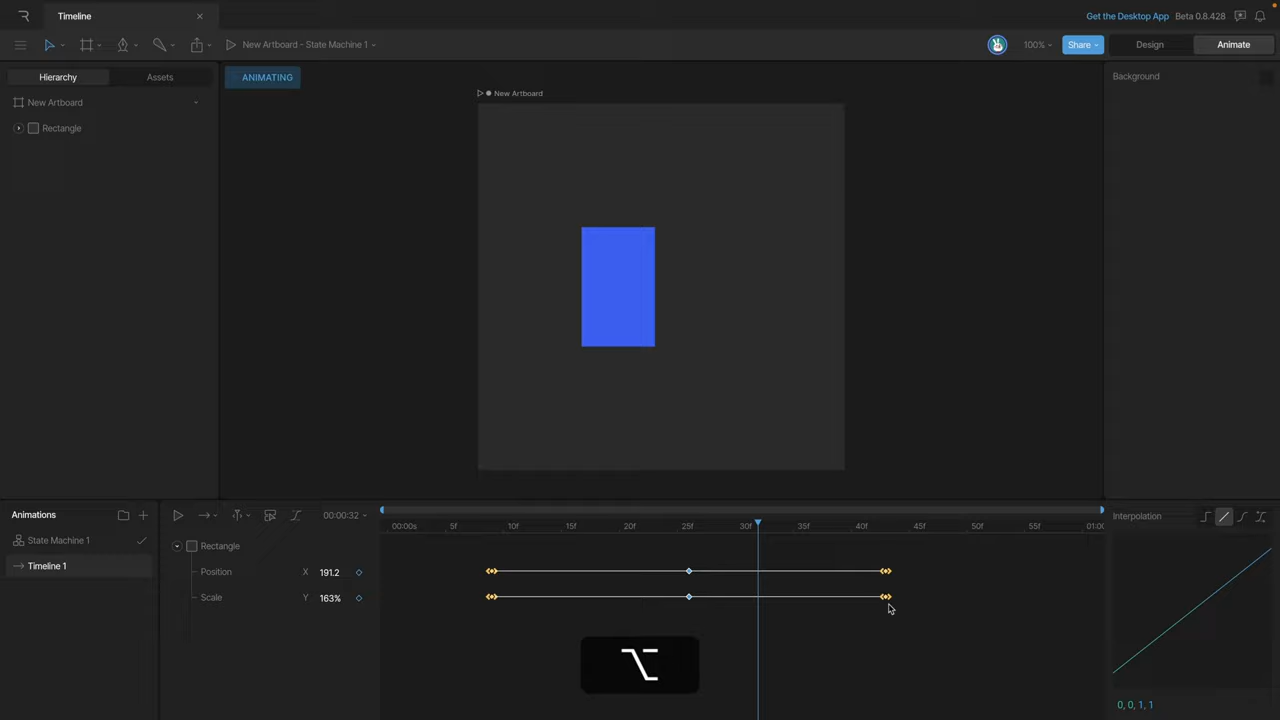 Timeline
Get the Desktop App
Beta 0.8.428
New Artboard - State Machine 1
100%
Share
Design
Animate
Hierarchy
Assets
ANIMATING
Background
New Artboard
New Artboard
Rectangle
Animations
00:00:32
Interpolation
00:00s
5f
10f
15f
20f
25f
30f
35f
40f
45f
50f
55f
01:00
State Machine 1
Rectangle
Timeline 1
Position
X
191.2
Scale
Y
163%
0, 0, 1, 1